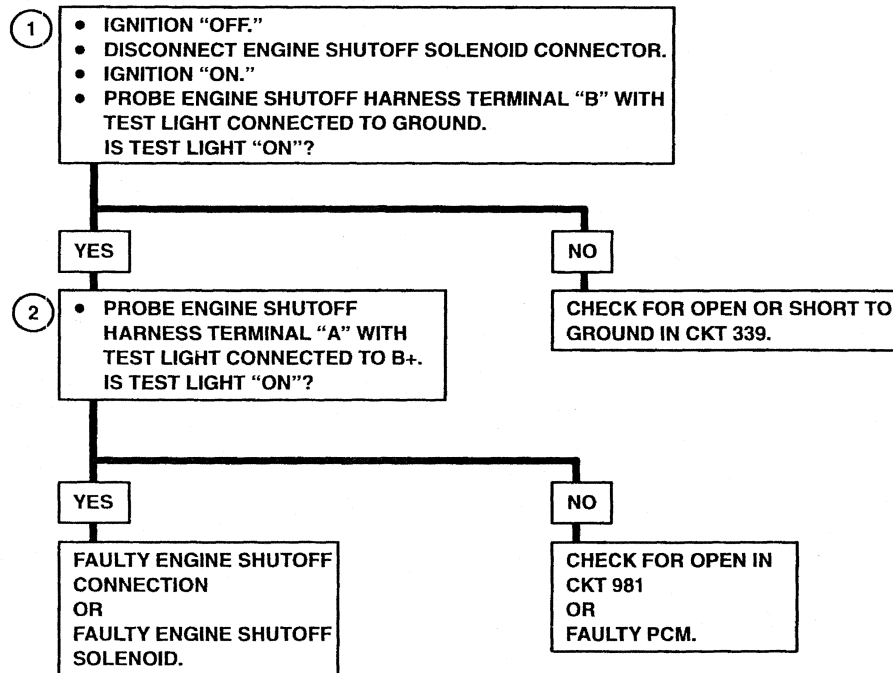 1
• IGNITION “OFF.”
• DISCONNECT ENGINE SHUTOFF SOLENOID CONNECTOR.
• IGNITION “ON.”
• PROBE ENGINE SHUTOFF HARNESS TERMINAL “B” WITH
TEST LIGHT CONNECTED TO GROUND.
IS TEST LIGHT “ON”?
YES
NO
2
• PROBE ENGINE SHUTOFF
HARNESS TERMINAL “A” WITH
TEST LIGHT CONNECTED TO B+.
IS TEST LIGHT “ON”?
CHECK FOR OPEN OR SHORT TO
GROUND IN CKT 339.
YES
NO
FAULTY ENGINE SHUTOFF
CONNECTION
OR
FAULTY ENGINE SHUTOFF
SOLENOID.
CHECK FOR OPEN IN
CKT 981
OR
FAULTY PCM.